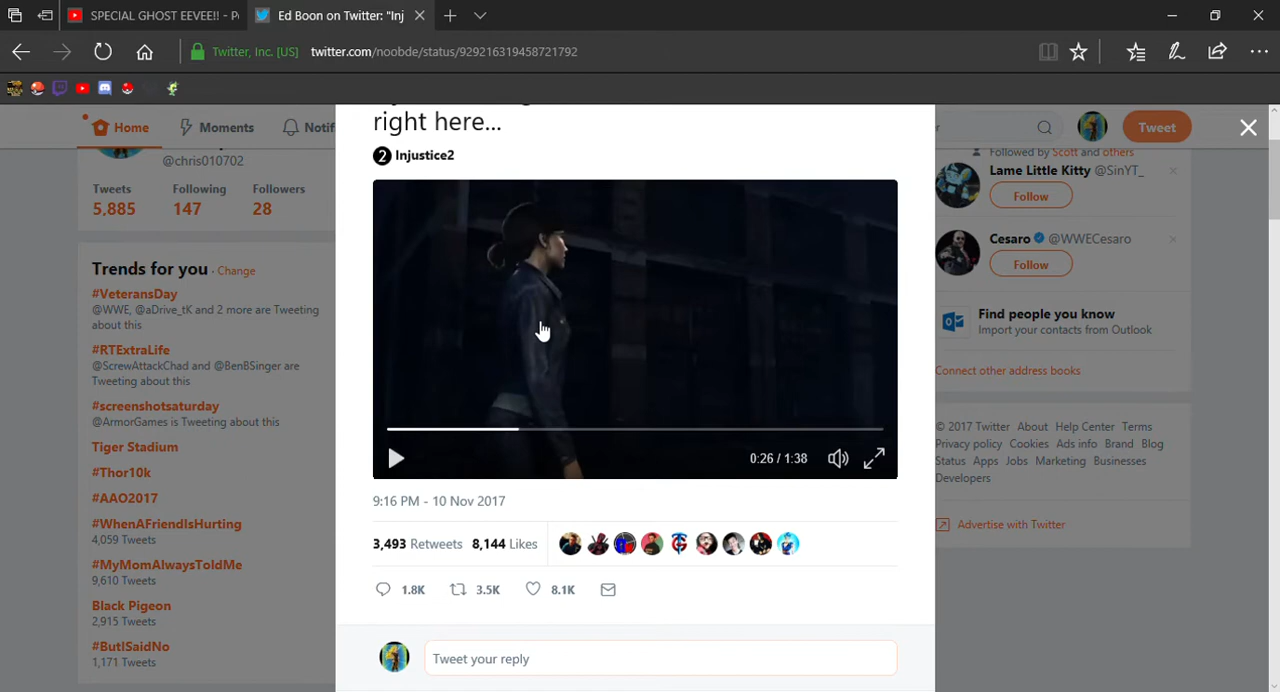 SPECIAL GHOST EEVEE!! - P
Ed Boon on Twitter: "Inj
Twitter, Inc. [US]
twitter.com/noobde/status/929216319458721792
Home
Moments
Notif
Tweet
@chris010702
Tweets
Following
Followers
5,885
147
28
Trends for you · Change
#VeteransDay
@WWE, @aDrive_tK and 2 more are Tweeting
about this
#RTExtraLife
@ScrewAttackChad and @BenBSinger are
Tweeting about this
#screenshotsaturday
@ArmorGames is Tweeting about this
Tiger Stadium
#Thor10k
#AAO2017
#WhenAFriendIsHurting
4,059 Tweets
#MyMomAlwaysToldMe
9,610 Tweets
Black Pigeon
2,915 Tweets
#ButISaidNo
1,171 Tweets
right here...
2 Injustice2
0:26 / 1:38
9:16 PM - 10 Nov 2017
3,493 Retweets 8,144 Likes
1.8K
3.5K
8.1K
Tweet your reply
Followed by Scott and others
Lame Little Kitty @SinYT_
Follow
Cesaro @WWECesaro
Follow
Find people you know
Import your contacts from Outlook
Connect other address books
© 2017 Twitter About Help Center Terms
Privacy policy Cookies Ads info Brand Blog
Status Apps Jobs Marketing Businesses
Developers
Advertise with Twitter